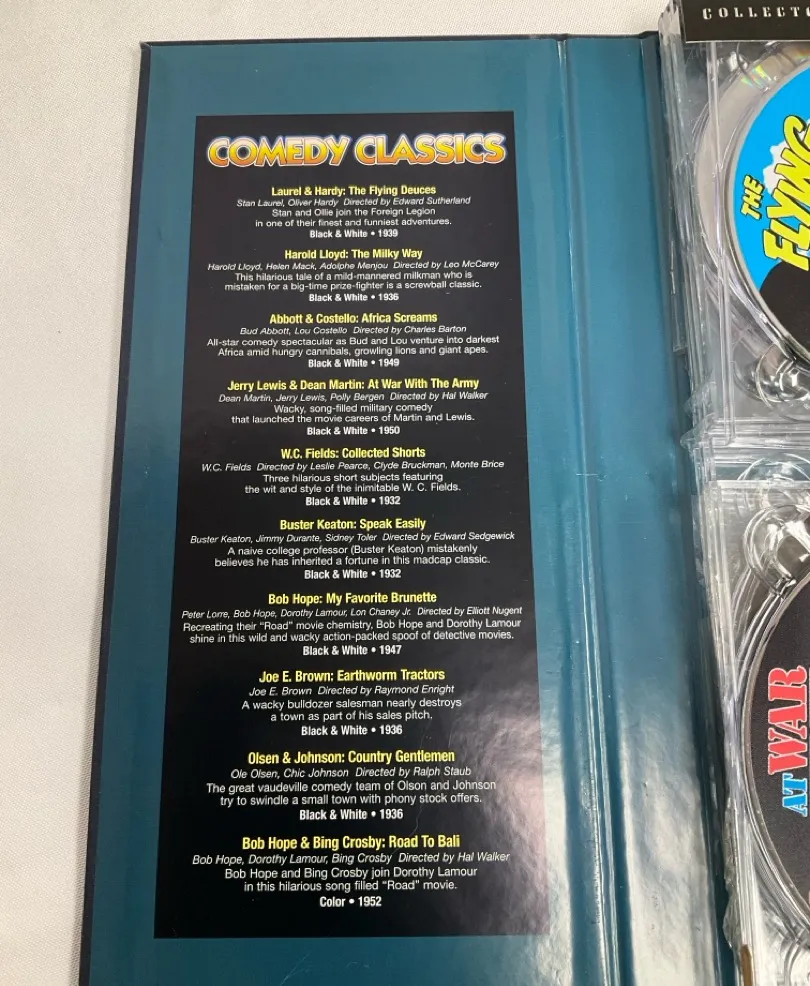 COMEDY CLASSICS
Laurel & Hardy: The Flying Deuces
Stan Laurel, Oliver Hardy Directed by Edward Sutherland
Stan and Ollie join the Foreign Legion
in one of their finest and funniest adventures.
Black & White • 1939
Harold Lloyd: The Milky Way
Harold Lloyd, Helen Mack, Adolphe Menjou Directed by Leo McCarey
This hilarious tale of a mild-mannered milkman who is
mistaken for a big-time prize-fighter is a screwball classic.
Black & White • 1936
Abbott & Costello: Africa Screams
Bud Abbott, Lou Costello Directed by Charles Barton
All-star comedy spectacular as Bud and Lou venture into darkest
Africa amid hungry cannibals, growling lions and giant apes.
Black & White • 1949
Jerry Lewis & Dean Martin: At War With The Army
Dean Martin, Jerry Lewis, Polly Bergen Directed by Hal Walker
Wacky, song-filled military comedy
that launched the movie careers of Martin and Lewis.
Black & White • 1950
W.C. Fields: Collected Shorts
W.C. Fields Directed by Leslie Pearce, Clyde Bruckman, Monte Brice
Three hilarious short subjects featuring
the wit and style of the inimitable W. C. Fields.
Black & White • 1932
Buster Keaton: Speak Easily
Buster Keaton, Jimmy Durante, Sidney Toler Directed by Edward Sedgewick
A naive college professor (Buster Keaton) mistakenly
believes he has inherited a fortune in this madcap classic.
Black & White • 1932
Bob Hope: My Favorite Brunette
Peter Lorre, Bob Hope, Dorothy Lamour, Lon Chaney Jr. Directed by Elliott Nugent
Recreating their "Road" movie chemistry, Bob Hope and Dorothy Lamour
shine in this wild and wacky action-packed spoof of detective movies.
Black & White • 1947
Joe E. Brown: Earthworm Tractors
Joe E. Brown Directed by Raymond Enright
A wacky bulldozer salesman nearly destroys
a town as part of his sales pitch.
Black & White • 1936
Olsen & Johnson: Country Gentlemen
Ole Olsen, Chic Johnson Directed by Ralph Staub
The great vaudeville comedy team of Olson and Johnson
try to swindle a small town with phony stock offers.
Black & White • 1936
Bob Hope & Bing Crosby: Road To Bali
Bob Hope, Dorothy Lamour, Bing Crosby Directed by Hal Walker
Bob Hope and Bing Crosby join Dorothy Lamour
in this hilarious song filled "Road" movie.
Color • 1952
COLLECTO
THE
FLYING
AT WAR